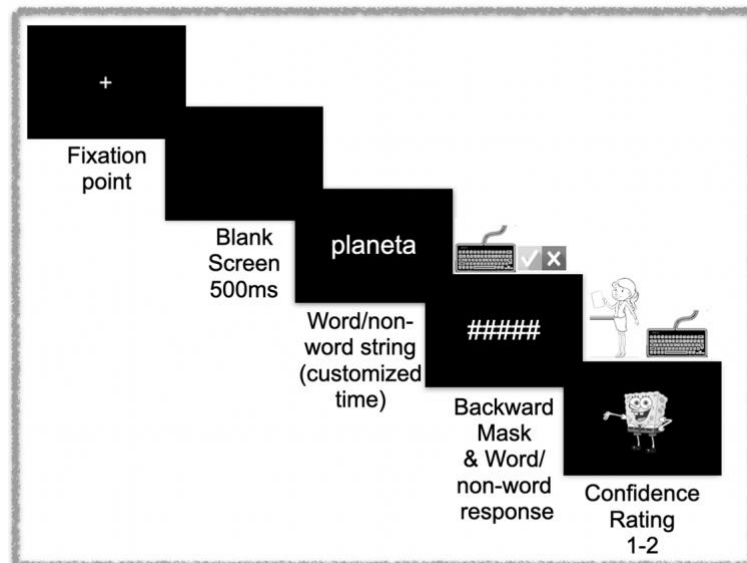 +
Fixation
point
Blank
Screen
500ms
planeta
Word/non-
word string
(customized
time)
#####
Backward
Mask
& Word/
non-word
response
Confidence
Rating
1-2